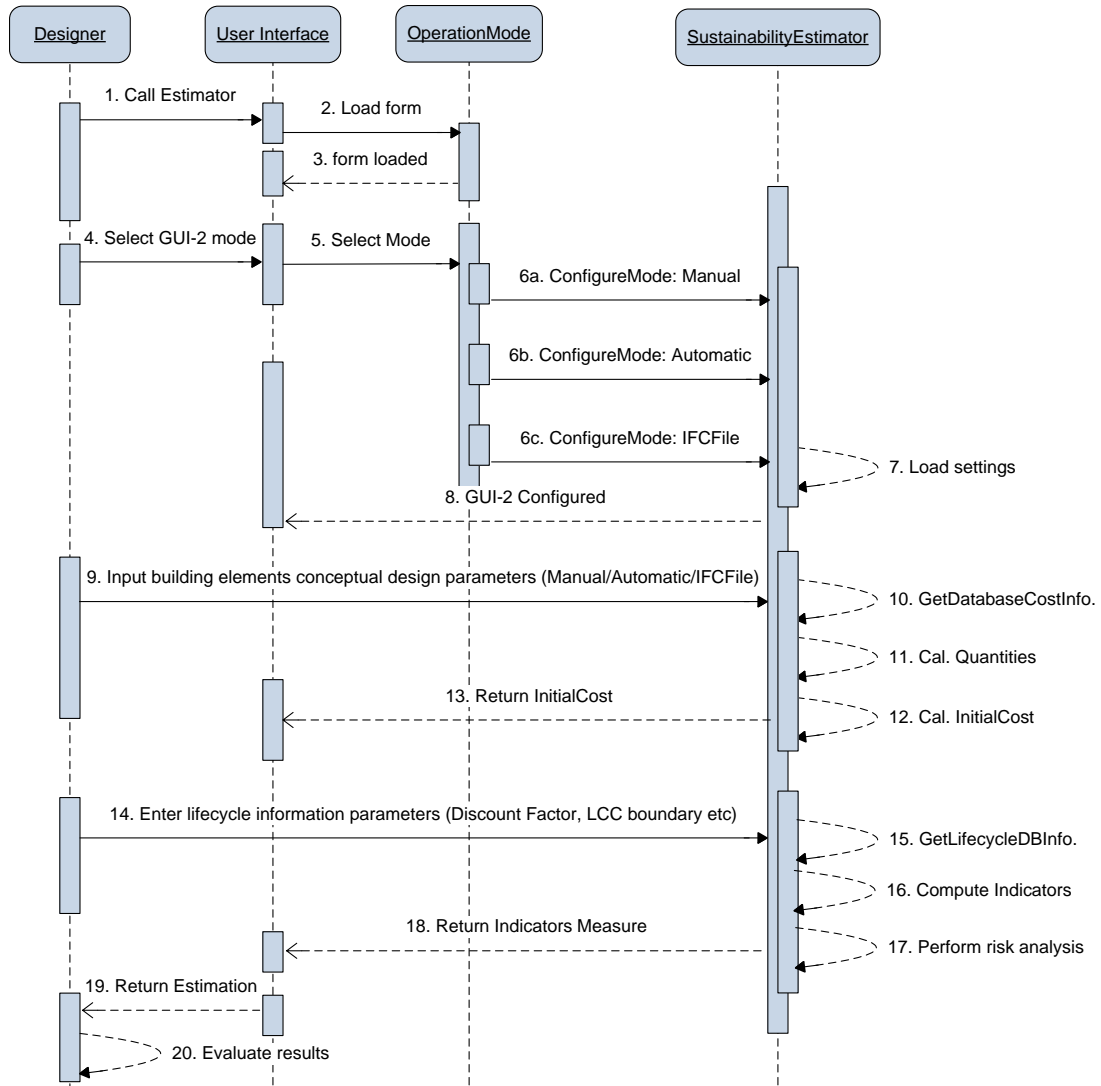 Designer
User Interface
OperationMode
SustainabilityEstimator
1. Call Estimator
2. Load form
3. form loaded
4. Select GUI-2 mode
5. Select Mode
6a. ConfigureMode: Manual
6b. ConfigureMode: Automatic
6c. ConfigureMode: IFCFile
7. Load settings
8. GUI-2 Configured
9. Input building elements conceptual design parameters (Manual/Automatic/IFCFile)
10. GetDatabaseCostInfo.
11. Cal. Quantities
13. Return InitialCost
12. Cal. InitialCost
14. Enter lifecycle information parameters (Discount Factor, LCC boundary etc)
15. GetLifecycleDBInfo.
16. Compute Indicators
18. Return Indicators Measure
17. Perform risk analysis
19. Return Estimation
20. Evaluate results